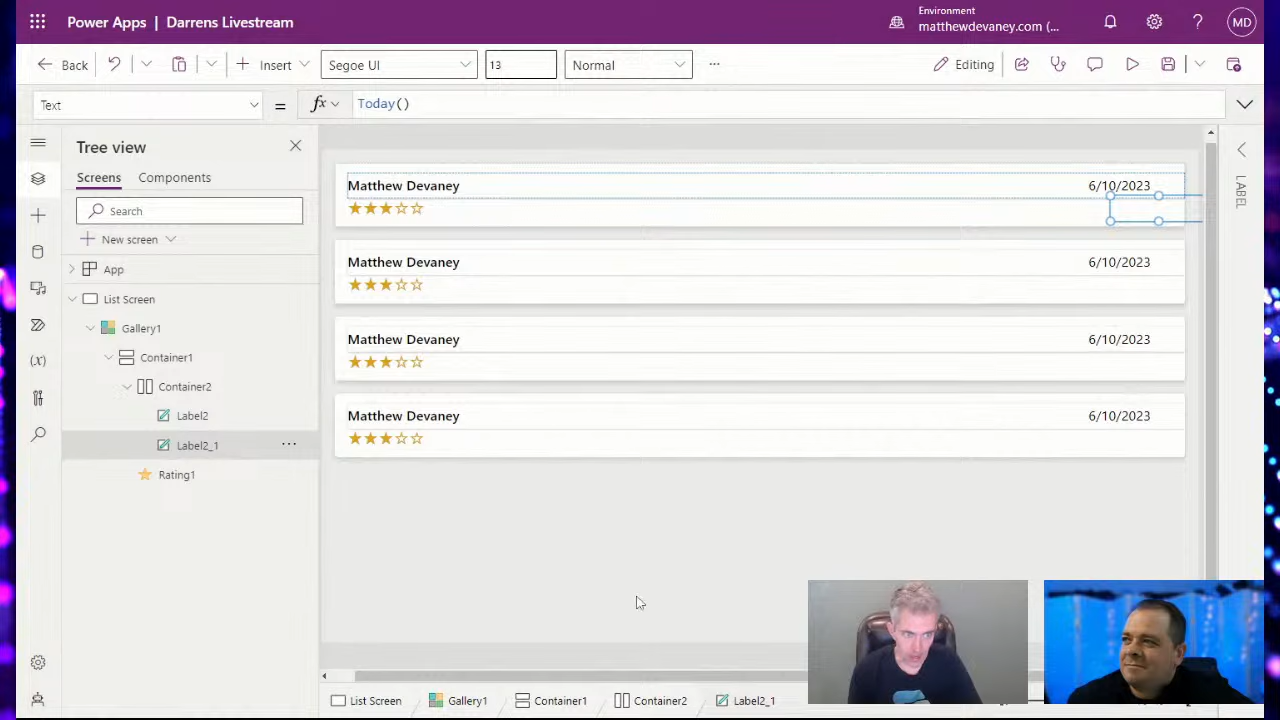 Power Apps | Darrens Livestream
Environment
matthewdevaney.com (...
MD
Back
Insert
Segoe UI
13
Normal
Editing
Text
=
fx
Today()
Tree view
Screens
Components
Search
New screen
App
List Screen
Gallery1
Container1
Container2
Label2
Label2_1
Rating1
Matthew Devaney
6/10/2023
Matthew Devaney
6/10/2023
Matthew Devaney
6/10/2023
Matthew Devaney
6/10/2023
LABEL
List Screen
Gallery1
Container1
Container2
Label2_1